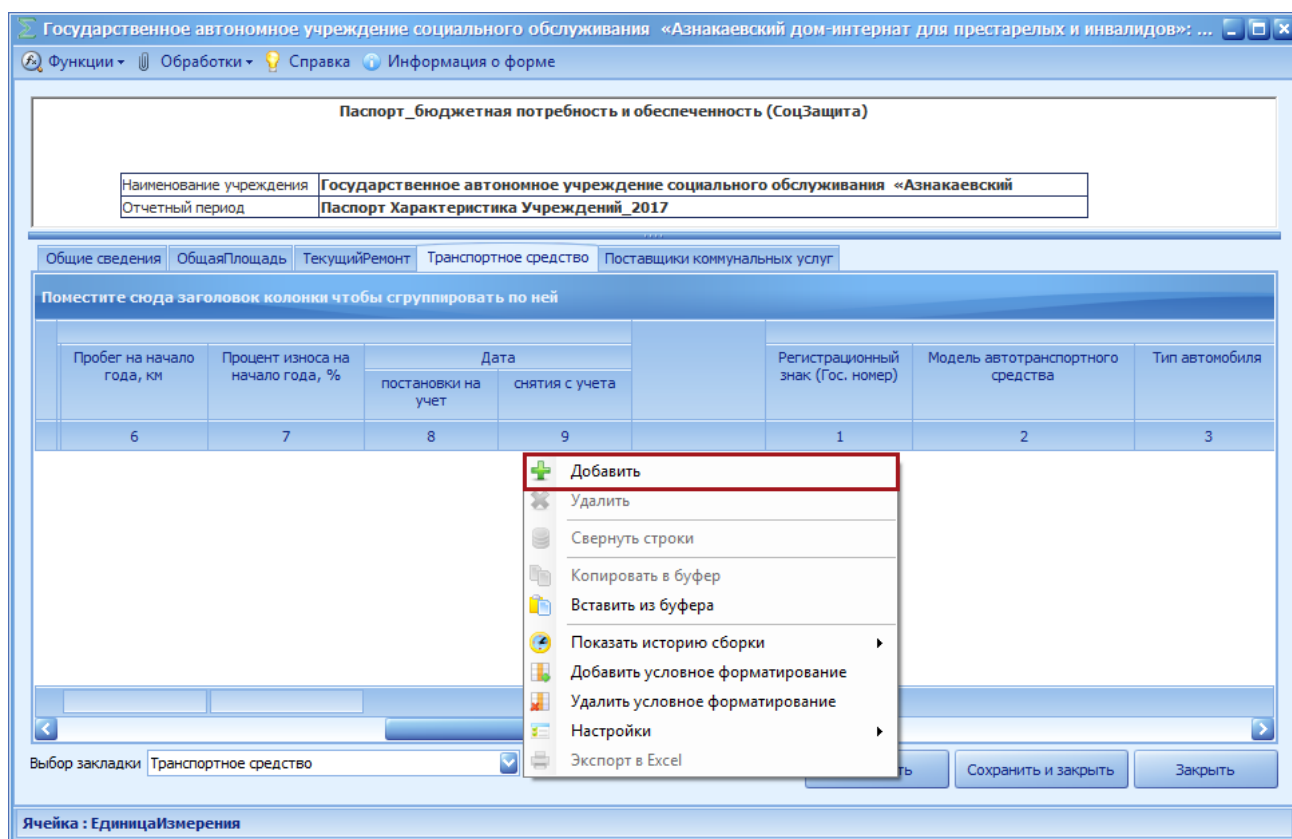 Государственное автономное учреждение социального обслуживания «Азнакаевский дом-интернат для престарелых и инвалидов»: ...
Функции Обработки Справка Информация о форме
Паспорт_бюджетная потребность и обеспеченность (СоцЗащита)
Наименование учреждения Государственное автономное учреждение социального обслуживания «Азнакаевский
Отчетный период Паспорт Характеристика Учреждений_2017
Общие сведения ОбщаяПлощадь ТекущийРемонт Транспортное средство Поставщики коммунальных услуг
Поместите сюда заголовок колонки чтобы сгруппировать по ней
Пробег на начало Процент износа на Дата Регистрационный Модель автотранспортного Тип автомобиля
года, км начало года, % знак (Гос. номер) средства
постановки на снятия с учета
учет
6 7 8 9 1 2 3
Добавить
Удалить
Свернуть строки
Копировать в буфер
Вставить из буфера
Показать историю сборки
Добавить условное форматирование
Удалить условное форматирование
Настройки
Экспорт в Excel
Выбор закладки Транспортное средство ть Сохранить и закрыть Закрыть
Ячейка : ЕдиницаИзмерения